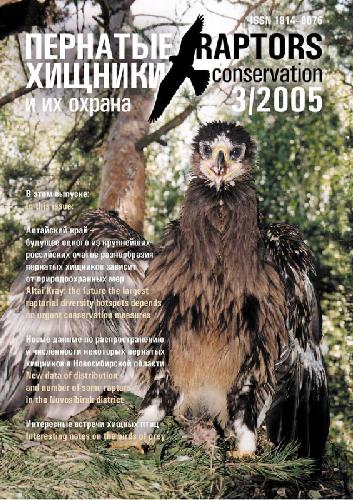 ISSN 1814-0076
ПЕРНАТЫЕ
ХИЩНИКИ
и их охрана
RAPTORS
conservation
3/2005
В этом выпуске:
In this issue:
Алтайский край –
будущее одного из крупнейших
российских очагов разнообразия
пернатых хищников зависит
от природоохранных мер
Altai Kray: the future the largest
raptorial diversity hotspots depends
on urgent conservation measures
Новые данные по распространению
и численности некоторых пернатых
хищников в Новосибирской области
New data of distribution
and number of some raptors
in the Novosibirsk district
Интересные встречи хищных птиц
Interesting notes on the birds of prey